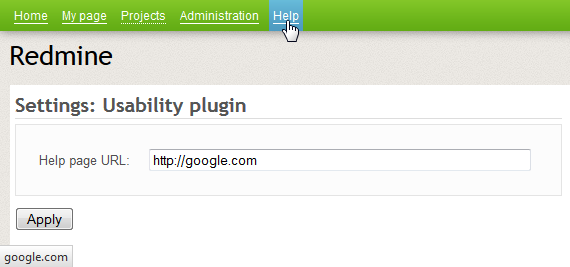 Home My page Projects Administration Help
Redmine
Settings: Usability plugin
Help page URL: http://google.com
Apply
google.com